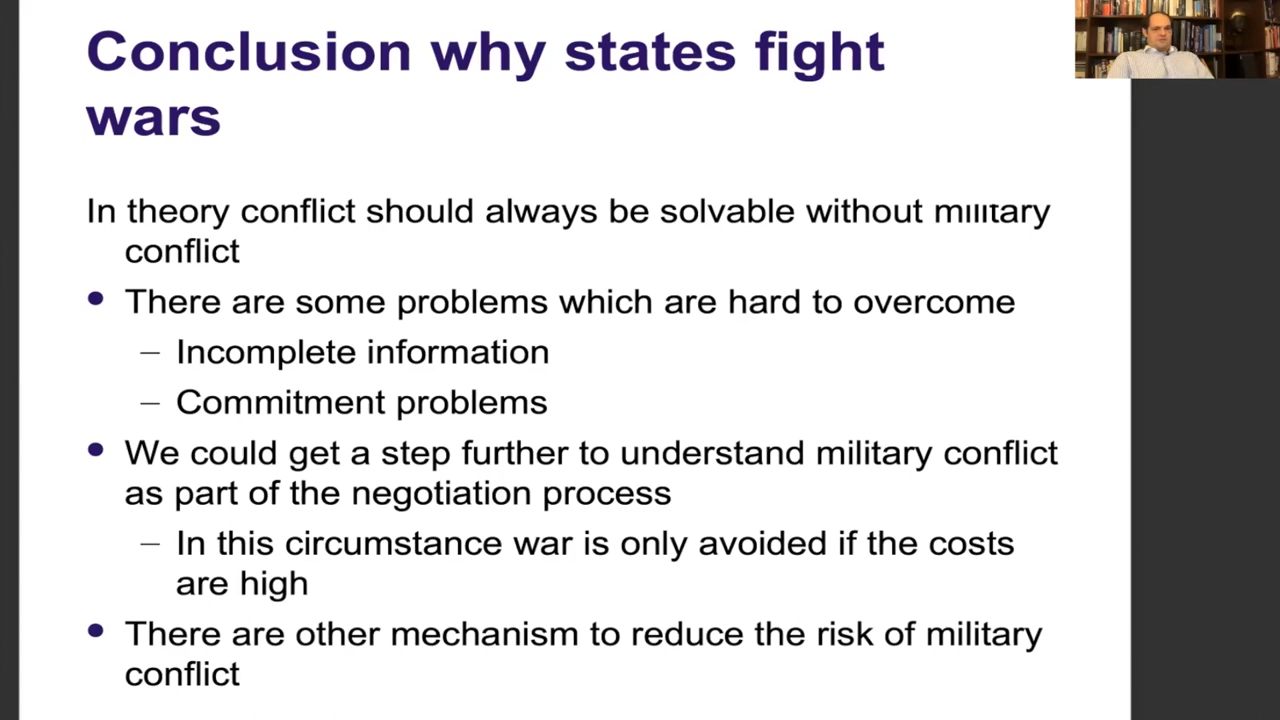 Conclusion why states fight
wars
In theory conflict should always be solvable without military
conflict
• There are some problems which are hard to overcome
– Incomplete information
– Commitment problems
• We could get a step further to understand military conflict
as part of the negotiation process
– In this circumstance war is only avoided if the costs
are high
• There are other mechanism to reduce the risk of military
conflict